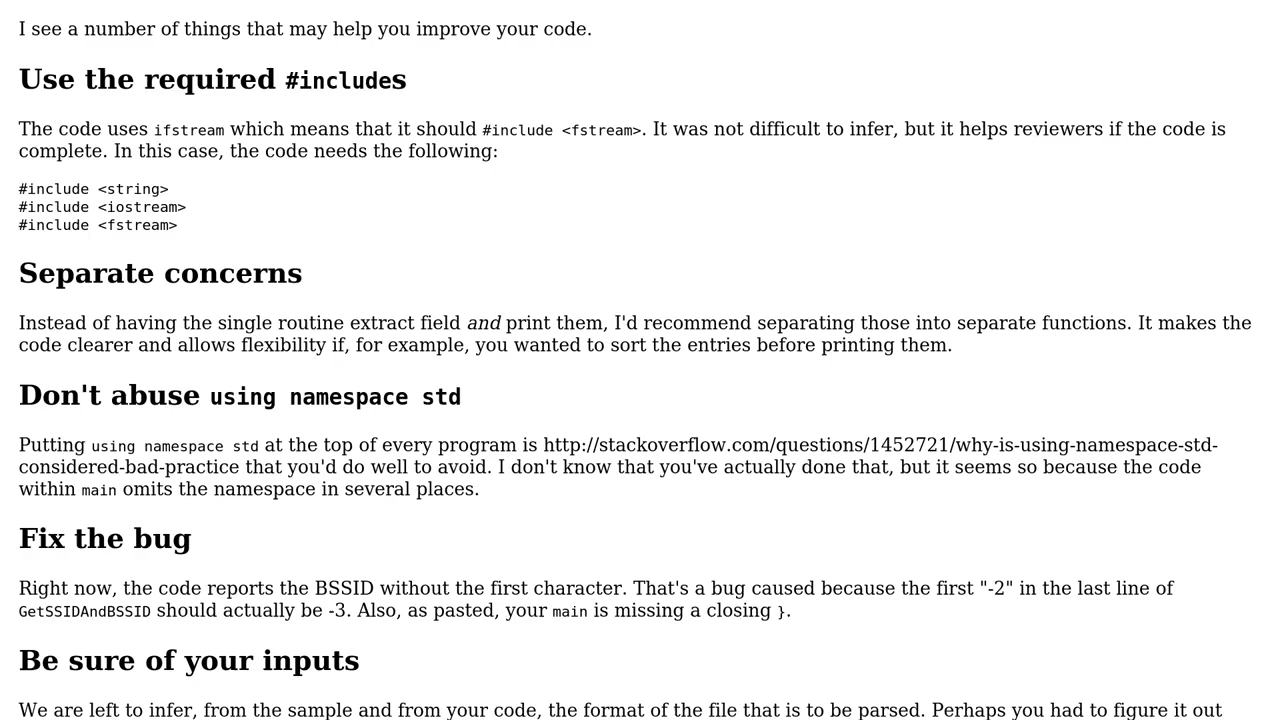 I see a number of things that may help you improve your code.
Use the required #includes
The code uses ifstream which means that it should #include <fstream>. It was not difficult to infer, but it helps reviewers if the code is
complete. In this case, the code needs the following:
#include <string>
#include <iostream>
#include <fstream>
Separate concerns
Instead of having the single routine extract field and print them, I'd recommend separating those into separate functions. It makes the
code clearer and allows flexibility if, for example, you wanted to sort the entries before printing them.
Don't abuse using namespace std
Putting using namespace std at the top of every program is http://stackoverflow.com/questions/1452721/why-is-using-namespace-std-
considered-bad-practice that you'd do well to avoid. I don't know that you've actually done that, but it seems so because the code
within main omits the namespace in several places.
Fix the bug
Right now, the code reports the BSSID without the first character. That's a bug caused because the first "-2" in the last line of
GetSSIDAndBSSID should actually be -3. Also, as pasted, your main is missing a closing }.
Be sure of your inputs
We are left to infer, from the sample and from your code, the format of the file that is to be parsed. Perhaps you had to figure it out